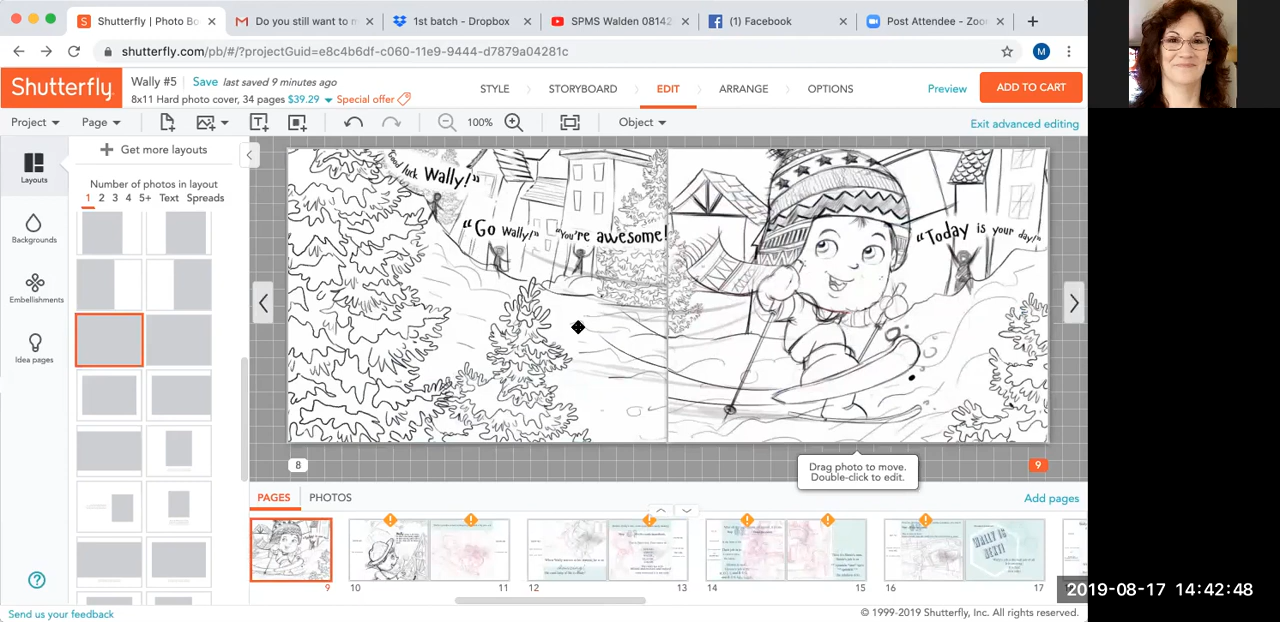 Shutterfly | Photo Bo
Do you still want to m
1st batch - Dropbox
SPMS Walden 08142
(1) Facebook
Post Attendee - Zoo
shutterfly.com/pb/#/?projectGuid=e8c4b6df-c060-11e9-9444-d7879a04281c
M
Shutterfly
Wally #5 Save last saved 9 minutes ago
8x11 Hard photo cover, 34 pages $39.29 Special offer
STYLE STORYBOARD EDIT ARRANGE OPTIONS
Preview ADD TO CART
Project Page 100% Object Exit advanced editing
Get more layouts
Layouts
Number of photos in layout
1 2 3 4 5+ Text Spreads
Backgrounds
Embellishments
Idea pages
luck Wally!"
"Go Wally!" "You're awesome!
"Today is your day!"
8
9
Drag photo to move.
Double-click to edit.
PAGES PHOTOS Add pages
WALLY IS
9 10 11 12 13 14 15 16 17
2019-08-17 14:42:48
Send us your feedback
© 1999-2019 Shutterfly, Inc. All rights reserved.